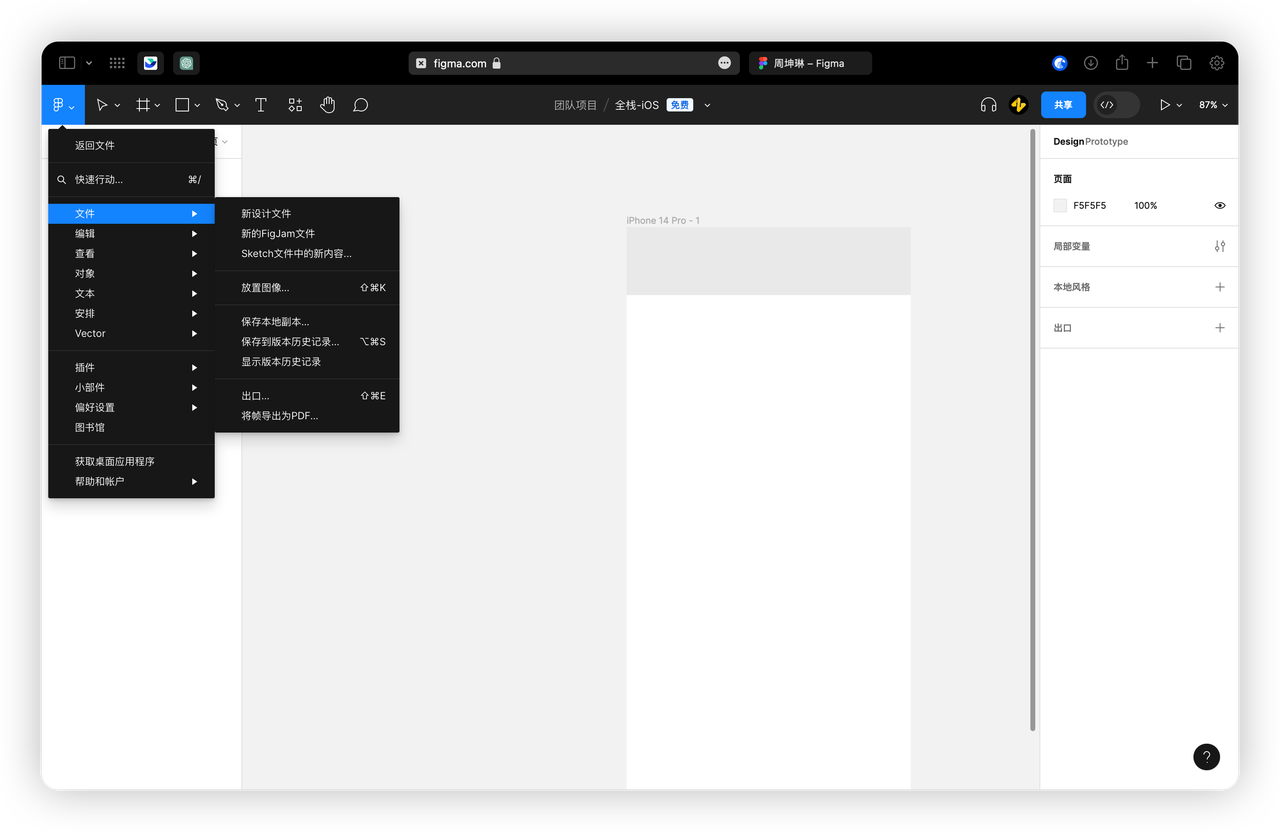 figma.com
周坤琳 – Figma
团队项目 / 全栈-iOS 免费
共享
87%
返回文件
快速行动... ⌘/
文件
编辑
查看
对象
文本
安排
Vector
插件
小部件
偏好设置
图书馆
获取桌面应用程序
帮助和帐户
新设计文件
新的FigJam文件
Sketch文件中的新内容...
放置图像... ⇧⌘K
保存本地副本...
保存到版本历史记录... ⌥⌘S
显示版本历史记录
出口... ⇧⌘E
将帧导出为PDF...
iPhone 14 Pro - 1
Design Prototype
页面
F5F5F5 100%
局部变量
本地风格
出口
?